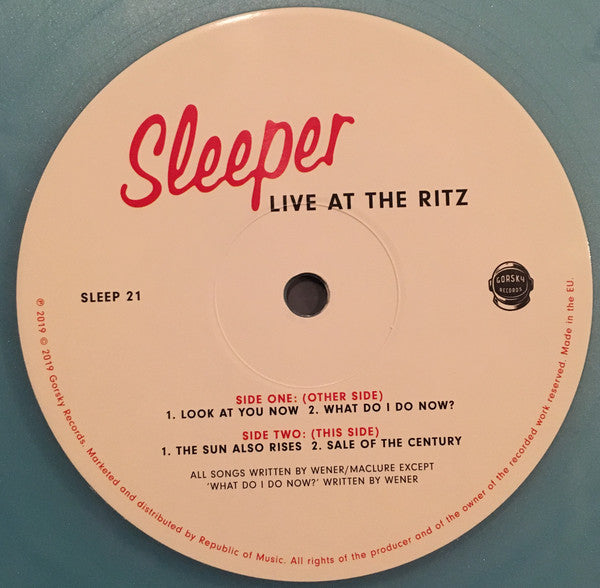 Sleeper
LIVE AT THE RITZ
SLEEP 21
GORSKY
RECORDS
SIDE ONE: (OTHER SIDE)
1. LOOK AT YOU NOW 2. WHAT DO I DO NOW?
SIDE TWO: (THIS SIDE)
1. THE SUN ALSO RISES 2. SALE OF THE CENTURY
ALL SONGS WRITTEN BY WENER/MACLURE EXCEPT
'WHAT DO I DO NOW?' WRITTEN BY WENER
℗ 2019 © 2019 Gorsky Records. Marketed and distributed by Republic of Music. All rights of the producer and of the owner of the recorded work reserved. Made in the EU.